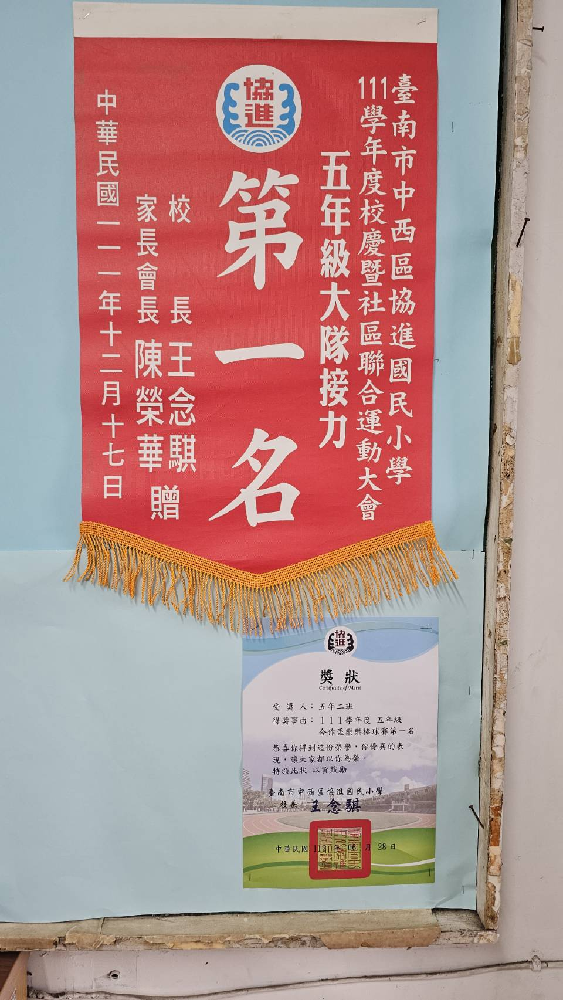 臺南市中西區協進國民小學
111學年度校慶暨社區聯合運動大會
五年級大隊接力
協進
第一名
校長 王念騏
家長會長 陳榮華
贈
中華民國一一一年十二月十七日
協進
獎狀
Certificate of Merit
受獎人：五年二班
得獎事由：１１１學年度 五年級
合作盃樂樂棒球賽第一名
恭喜你得到這份榮譽，你優異的表
現，讓大家都以你為榮。
特頒此狀 以資鼓勵
臺南市中西區協進國民小學
校長 王念騏
中華民國 112 年 06 月 28 日